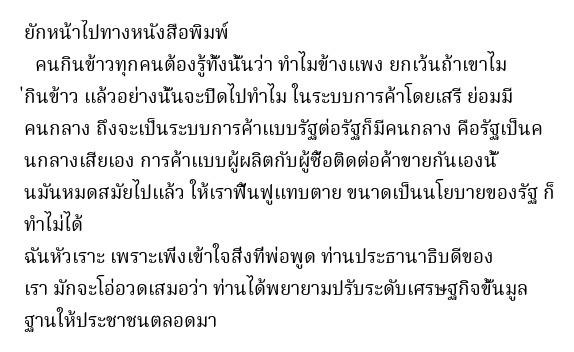 ยักหน้าไปทางหนังสือพิมพ์
คนกินข้าวทุกคนต้องรู้ทั้งนั้นว่า ทำไมข้างแพง ยกเว้นถ้าเขาไม
่กินข้าว แล้วอย่างนั้นจะปิดไปทำไม ในระบบการค้าโดยเสรี ย่อมมี
คนกลาง ถึงจะเป็นระบบการค้าแบบรัฐต่อรัฐก็มีคนกลาง คือรัฐเป็นค
นกลางเสียเอง การค้าแบบผู้ผลิตกับผู้ซื้อติดต่อค้าขายกันเองนั้
นมันหมดสมัยไปแล้ว ให้เราฟื้นฟูแทบตาย ขนาดเป็นนโยบายของรัฐ ก็
ทำไม่ได้
ฉันหัวเราะ เพราะเพิ่งเข้าใจสิ่งที่พ่อพูด ท่านประธานาธิบดีของ
เรา มักจะโอ่อวดเสมอว่า ท่านได้พยายามปรับระดับเศรษฐกิจขั้นมูล
ฐานให้ประชาชนตลอดมา